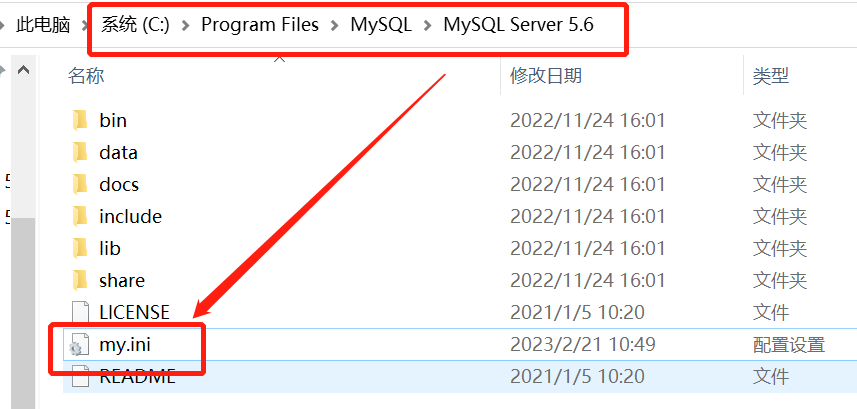 此电脑 > 系统 (C:) > Program Files > MySQL > MySQL Server 5.6
名称 修改日期 类型
bin 2022/11/24 16:01 文件夹
data 2022/11/24 16:01 文件夹
docs 2022/11/24 16:01 文件夹
include 2022/11/24 16:01 文件夹
lib 2022/11/24 16:01 文件夹
share 2022/11/24 16:01 文件夹
LICENSE 2021/1/5 10:20 文件
my.ini 2023/2/21 10:49 配置设置
README 2021/1/5 10:20 文件